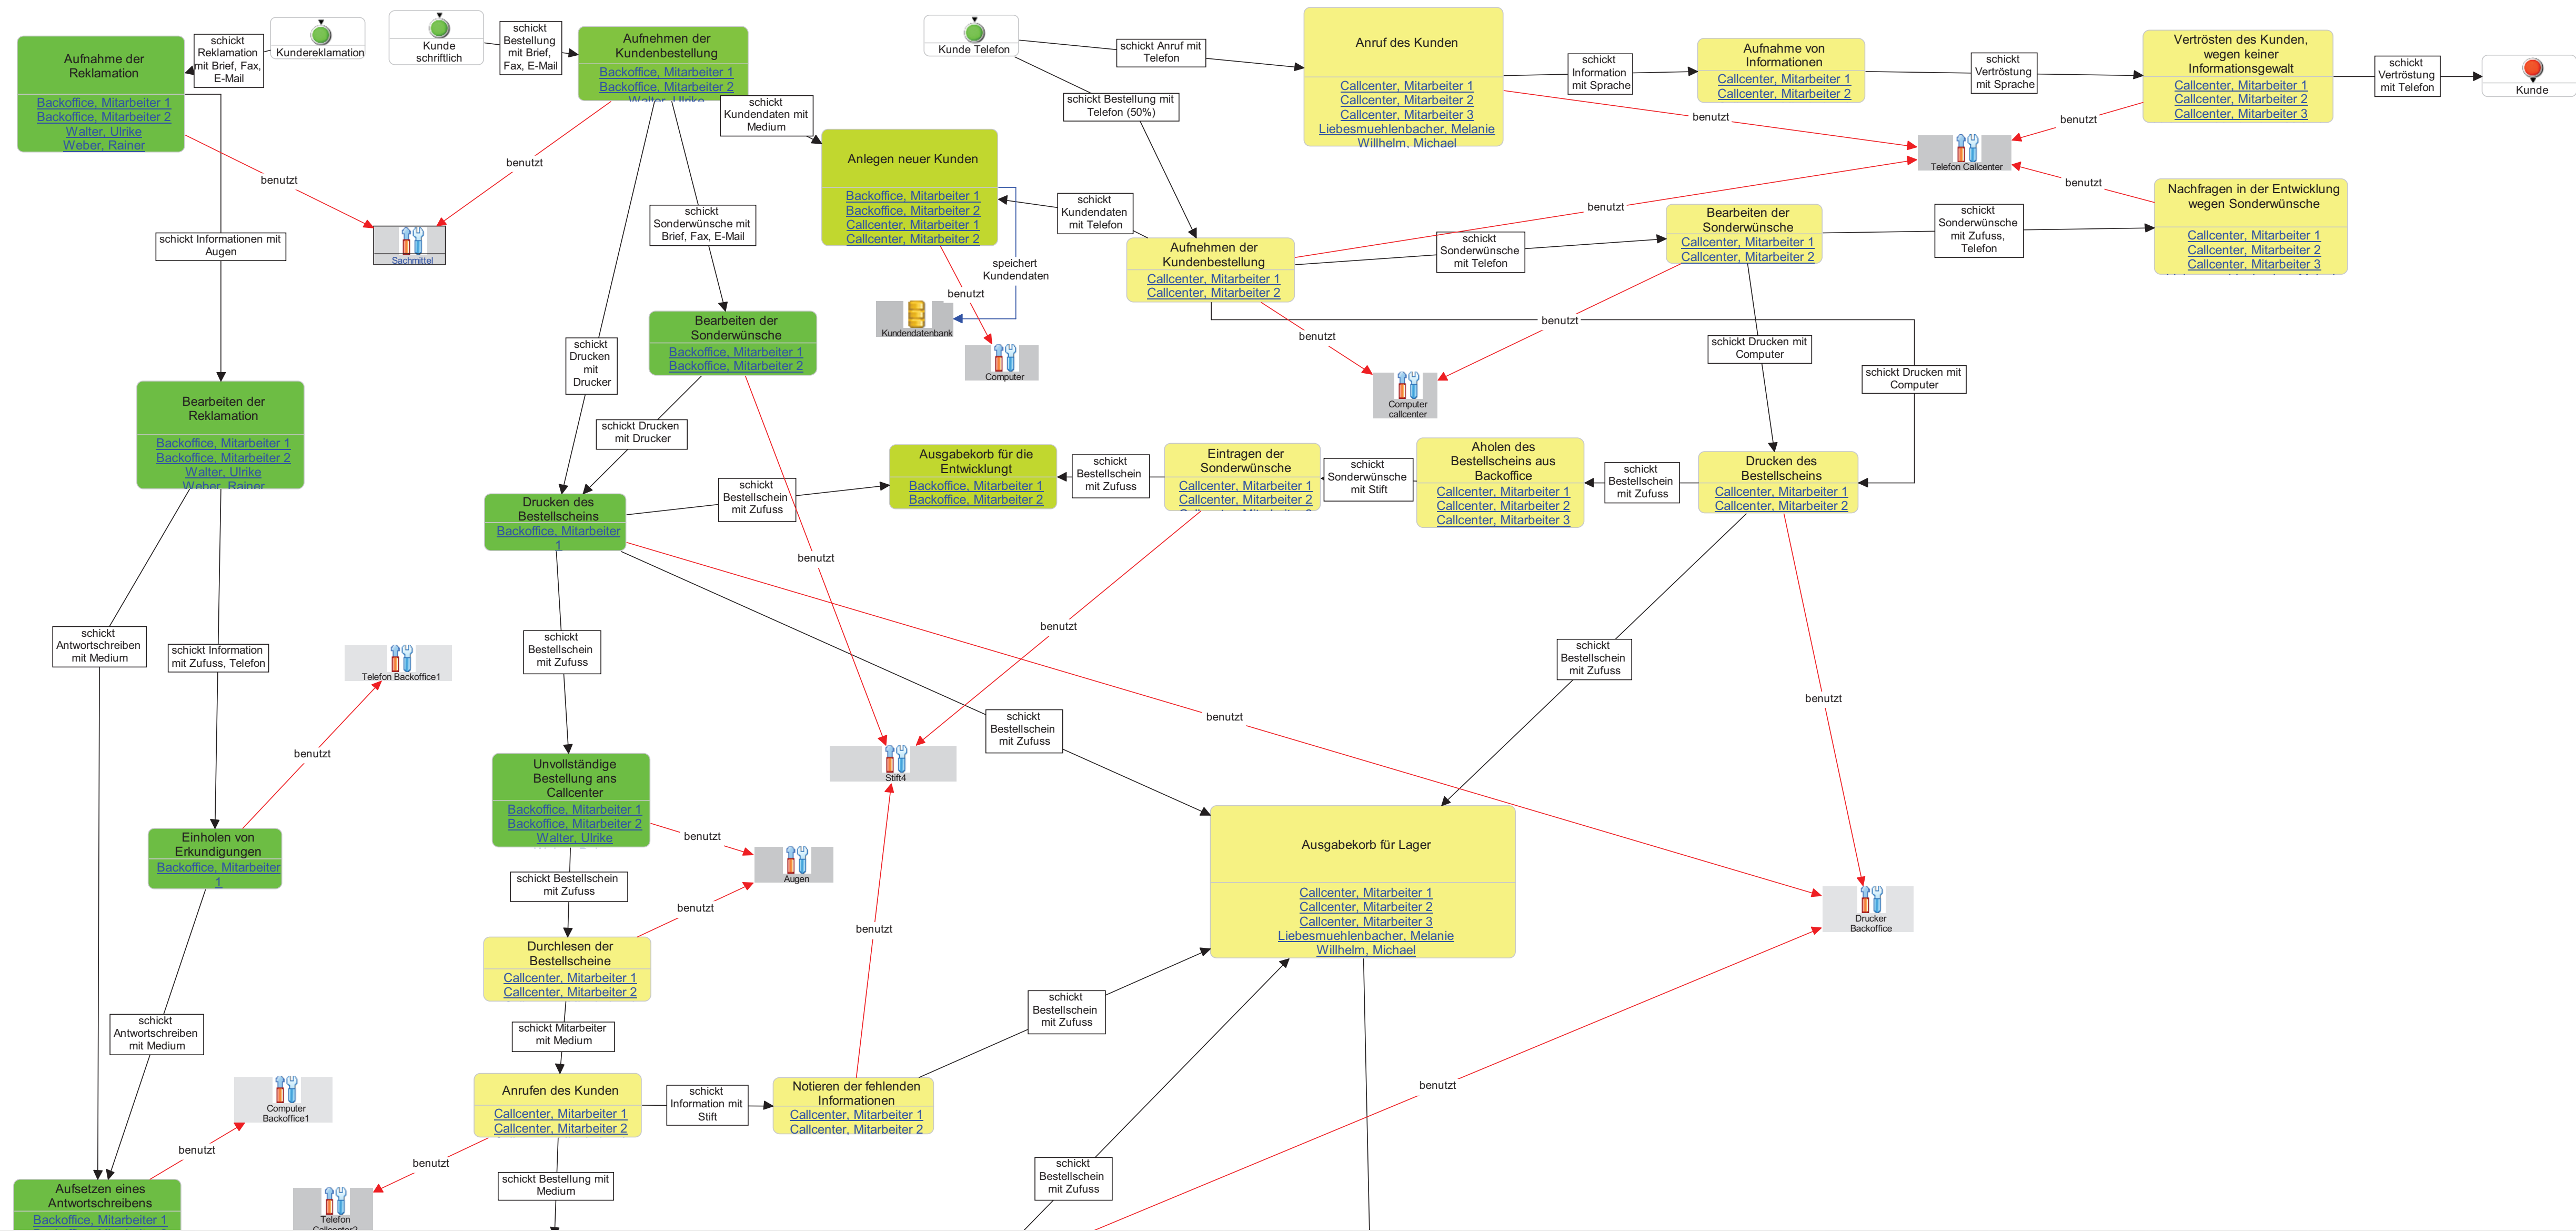 Aufnahme der
Reklamation
Backoffice, Mitarbeiter 1
Backoffice, Mitarbeiter 2
Walter, Ulrike
Weber, Rainer
schickt
Reklamation
mit Brief, Fax,
E-Mail
Kundereklamation
Kunde
schriftlich
schickt
Bestellung
mit Brief,
Fax, E-Mail
Aufnehmen der
Kundenbestellung
Backoffice, Mitarbeiter 1
Backoffice, Mitarbeiter 2
Walter, Ulrike
schickt
Kundendaten mit
Medium
Kunde Telefon
schickt Anruf mit
Telefon
schickt Bestellung mit
Telefon (50%)
Anruf des Kunden
Callcenter, Mitarbeiter 1
Callcenter, Mitarbeiter 2
Callcenter, Mitarbeiter 3
Liebesmuehlenbacher, Melanie
Willhelm, Michael
schickt
Information
mit Sprache
Aufnahme von
Informationen
Callcenter, Mitarbeiter 1
Callcenter, Mitarbeiter 2
schickt
Vertröstung
mit Sprache
Vertrösten des Kunden,
wegen keiner
Informationsgewalt
Callcenter, Mitarbeiter 1
Callcenter, Mitarbeiter 2
Callcenter, Mitarbeiter 3
schickt
Vertröstung
mit Telefon
Kunde
benutzt
benutzt
Telefon Callcenter
benutzt
benutzt
benutzt
benutzt
Sachmittel
Anlegen neuer Kunden
Backoffice, Mitarbeiter 1
Backoffice, Mitarbeiter 2
Callcenter, Mitarbeiter 1
Callcenter, Mitarbeiter 2
schickt
Kundendaten
mit Telefon
speichert
Kundendaten
benutzt
Kundendatenbank
Computer
schickt Informationen mit
Augen
schickt
Sonderwünsche mit
Brief, Fax, E-Mail
Aufnehmen der
Kundenbestellung
Callcenter, Mitarbeiter 1
Callcenter, Mitarbeiter 2
schickt
Sonderwünsche
mit Telefon
Bearbeiten der
Sonderwünsche
Callcenter, Mitarbeiter 1
Callcenter, Mitarbeiter 2
schickt
Sonderwünsche
mit Zufuss,
Telefon
Nachfragen in der Entwicklung
wegen Sonderwünsche
Callcenter, Mitarbeiter 1
Callcenter, Mitarbeiter 2
Callcenter, Mitarbeiter 3
benutzt
benutzt
Computer
callcenter
schickt Drucken mit
Computer
schickt Drucken mit
Computer
schickt
Drucken
mit
Drucker
Bearbeiten der
Sonderwünsche
Backoffice, Mitarbeiter 1
Backoffice, Mitarbeiter 2
schickt Drucken
mit Drucker
Bearbeiten der
Reklamation
Backoffice, Mitarbeiter 1
Backoffice, Mitarbeiter 2
Walter, Ulrike
Weber, Rainer
Drucken des
Bestellscheins
Backoffice, Mitarbeiter
1
schickt
Bestellschein
mit Zufuss
Ausgabekorb für die
Entwicklungt
Backoffice, Mitarbeiter 1
Backoffice, Mitarbeiter 2
schickt
Bestellschein
mit Zufuss
Eintragen der
Sonderwünsche
Callcenter, Mitarbeiter 1
Callcenter, Mitarbeiter 2
schickt
Sonderwünsche
mit Stift
Aholen des
Bestellscheins aus
Backoffice
Callcenter, Mitarbeiter 1
Callcenter, Mitarbeiter 2
Callcenter, Mitarbeiter 3
schickt
Bestellschein
mit Zufuss
Drucken des
Bestellscheins
Callcenter, Mitarbeiter 1
Callcenter, Mitarbeiter 2
benutzt
benutzt
schickt
Antwortschreiben
mit Medium
schickt Information
mit Zufuss, Telefon
Telefon Backoffice1
benutzt
schickt
Bestellschein
mit Zufuss
schickt
Bestellschein
mit Zufuss
benutzt
schickt
Bestellschein
mit Zufuss
benutzt
Stift4
Unvollständige
Bestellung ans
Callcenter
Backoffice, Mitarbeiter 1
Backoffice, Mitarbeiter 2
Walter, Ulrike
benutzt
Augen
benutzt
schickt Bestellschein
mit Zufuss
Einholen von
Erkundigungen
Backoffice, Mitarbeiter
1
Durchlesen der
Bestellscheine
Callcenter, Mitarbeiter 1
Callcenter, Mitarbeiter 2
benutzt
Ausgabekorb für Lager
Callcenter, Mitarbeiter 1
Callcenter, Mitarbeiter 2
Callcenter, Mitarbeiter 3
Liebesmuehlenbacher, Melanie
Willhelm, Michael
Drucker
Backoffice
schickt
Antwortschreiben
mit Medium
schickt Mitarbeiter
mit Medium
schickt
Bestellschein
mit Zufuss
Computer
Backoffice1
benutzt
Anrufen des Kunden
Callcenter, Mitarbeiter 1
Callcenter, Mitarbeiter 2
schickt
Information mit
Stift
Notieren der fehlenden
Informationen
Callcenter, Mitarbeiter 1
Callcenter, Mitarbeiter 2
benutzt
benutzt
schickt Bestellung mit
Medium
schickt
Bestellschein
mit Zufuss
Aufsetzen eines
Antwortschreibens
Backoffice, Mitarbeiter 1
Telefon
Callcenter2